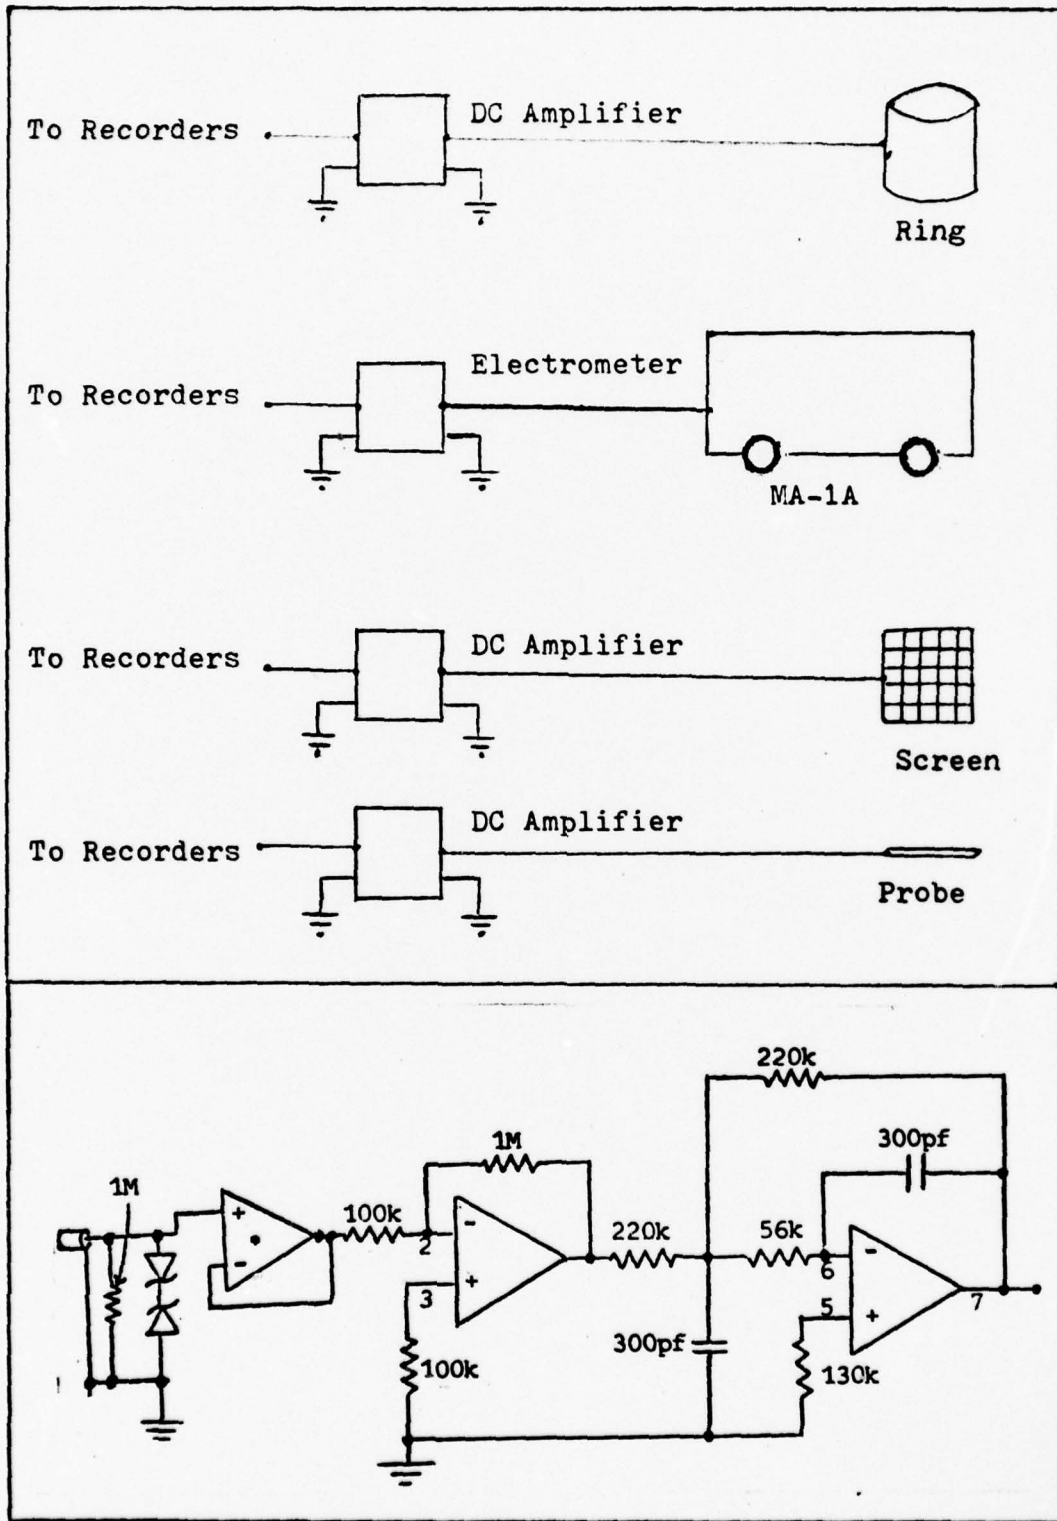 To Recorders
DC Amplifier
Ring
To Recorders
Electrometer
MA-1A
To Recorders
DC Amplifier
Screen
To Recorders
DC Amplifier
Probe
220k
300pf
1M
1M
100k
220k
56k
+
-
-
+
-
+
2
3
6
5
7
100k
300pf
130k